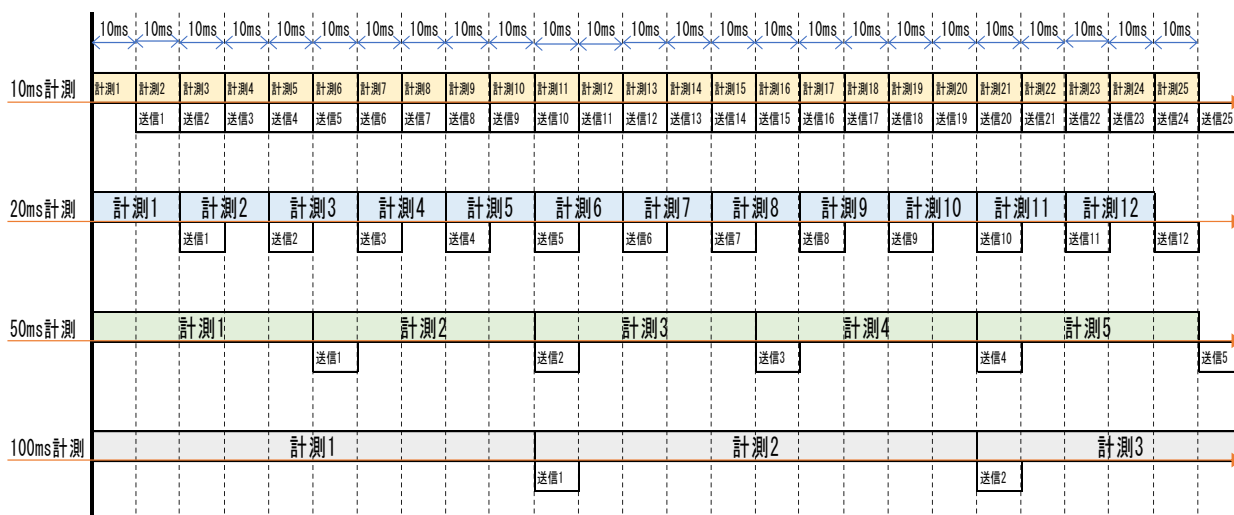 10ms 10ms 10ms 10ms 10ms 10ms 10ms 10ms 10ms 10ms 10ms 10ms 10ms 10ms 10ms 10ms 10ms 10ms 10ms 10ms 10ms 10ms 10ms 10ms 10ms
10ms計測 計測1 計測2 計測3 計測4 計測5 計測6 計測7 計測8 計測9 計測10 計測11 計測12 計測13 計測14 計測15 計測16 計測17 計測18 計測19 計測20 計測21 計測22 計測23 計測24 計測25
送信1 送信2 送信3 送信4 送信5 送信6 送信7 送信8 送信9 送信10 送信11 送信12 送信13 送信14 送信15 送信16 送信17 送信18 送信19 送信20 送信21 送信22 送信23 送信24 送信25
20ms計測 計測1 計測2 計測3 計測4 計測5 計測6 計測7 計測8 計測9 計測10 計測11 計測12
送信1 送信2 送信3 送信4 送信5 送信6 送信7 送信8 送信9 送信10 送信11 送信12
50ms計測 計測1 計測2 計測3 計測4 計測5
送信1 送信2 送信3 送信4 送信5
100ms計測 計測1 計測2 計測3
送信1 送信2